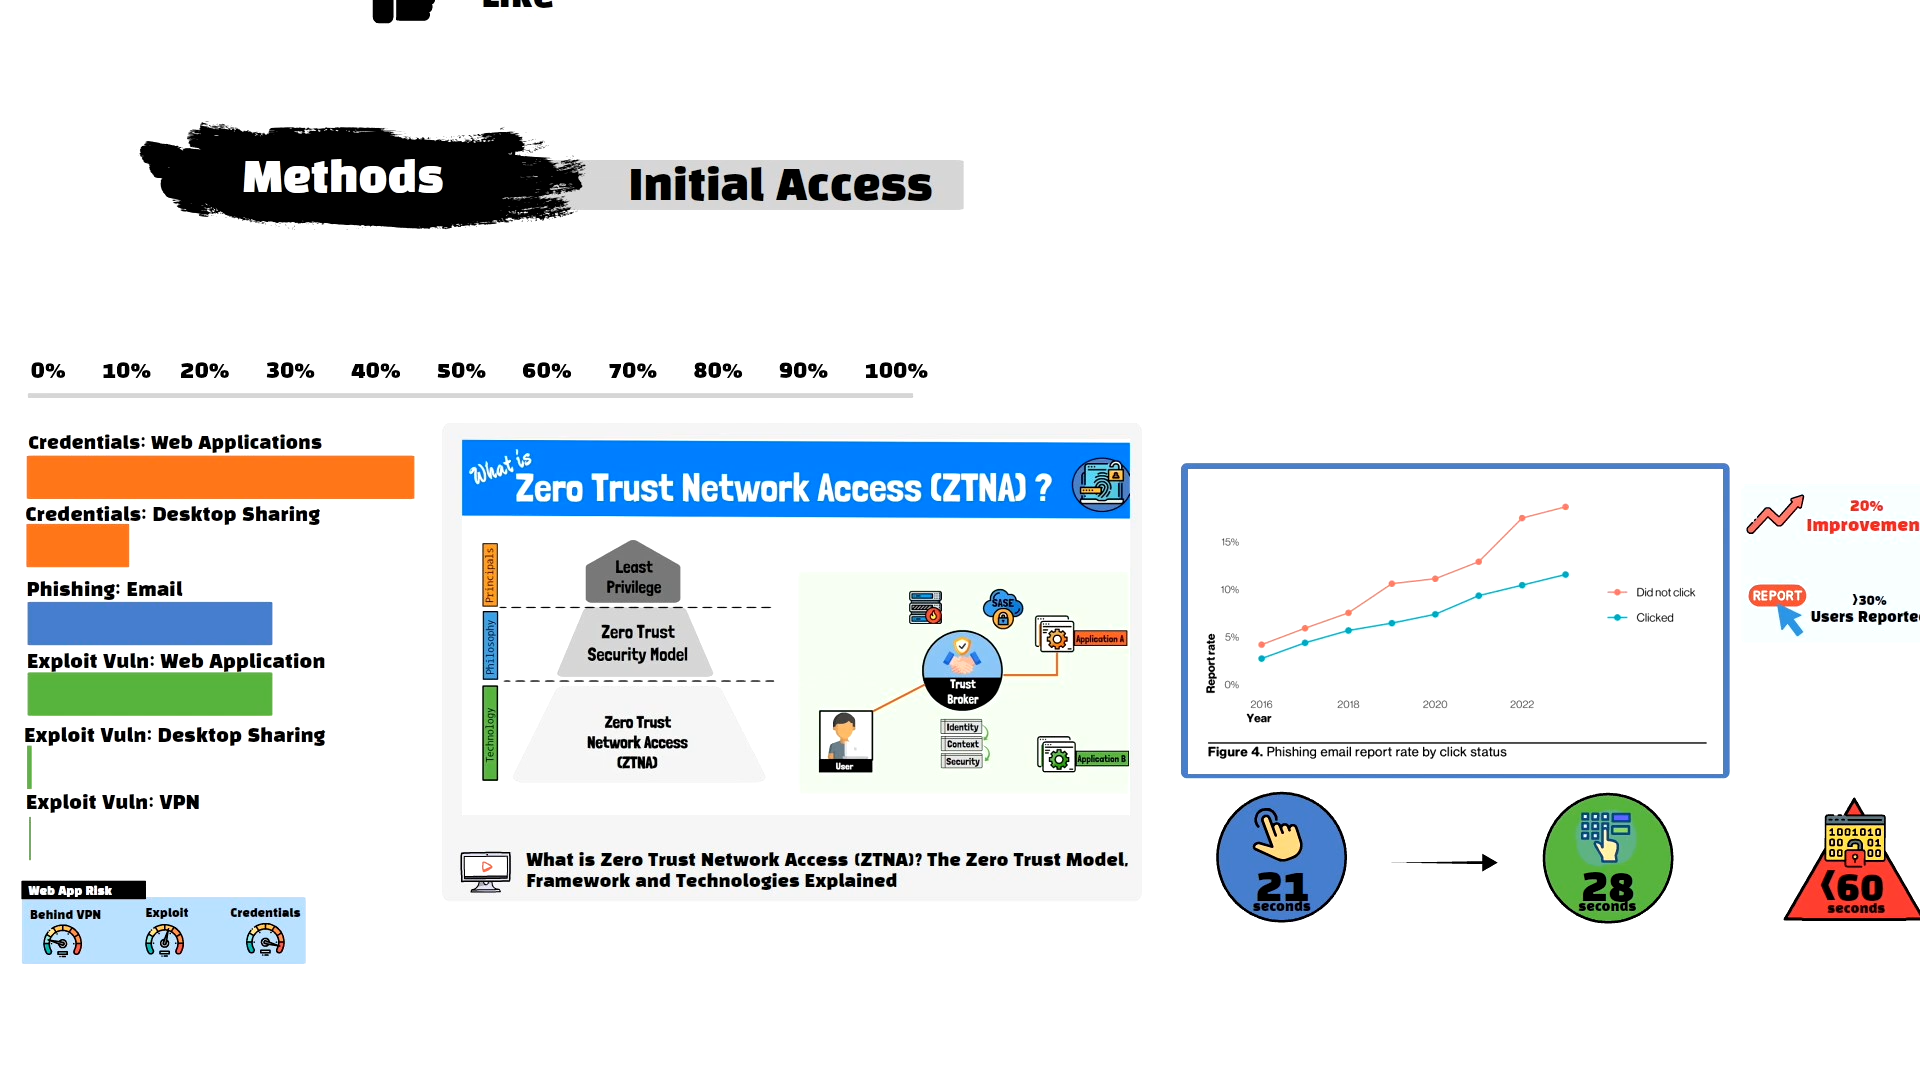 Like
Methods
Initial Access
0% 10% 20% 30% 40% 50% 60% 70% 80% 90% 100%
Credentials: Web Applications
Credentials: Desktop Sharing
Phishing: Email
Exploit Vuln: Web Application
Exploit Vuln: Desktop Sharing
Exploit Vuln: VPN
Web App Risk
Behind VPN
Exploit
Credentials
What is
Zero Trust Network Access (ZTNA) ?
Principals
Philosophy
Technology
Least
Privilege
Zero Trust
Security Model
Zero Trust
Network Access
(ZTNA)
SASE
Application A
Trust
Broker
User
Identity
Context
Security
Application B
What is Zero Trust Network Access (ZTNA)? The Zero Trust Model,
Framework and Technologies Explained
15%
10%
5%
0%
Report rate
2016 2018 2020 2022
Year
Did not click
Clicked
Figure 4. Phishing email report rate by click status
20%
Improvemen
REPORT
>30%
Users Reporte
21
seconds
28
seconds
1001010
<60
seconds